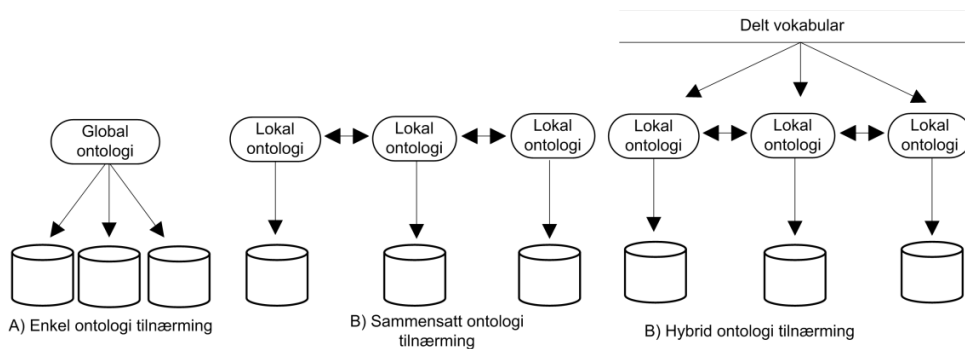 Delt vokabular
Global
ontologi
Lokal
ontologi
Lokal
ontologi
Lokal
ontologi
Lokal
ontologi
Lokal
ontologi
Lokal
ontologi
A) Enkel ontologi tilnærming
B) Sammensatt ontologi
tilnærming
B) Hybrid ontologi tilnærming